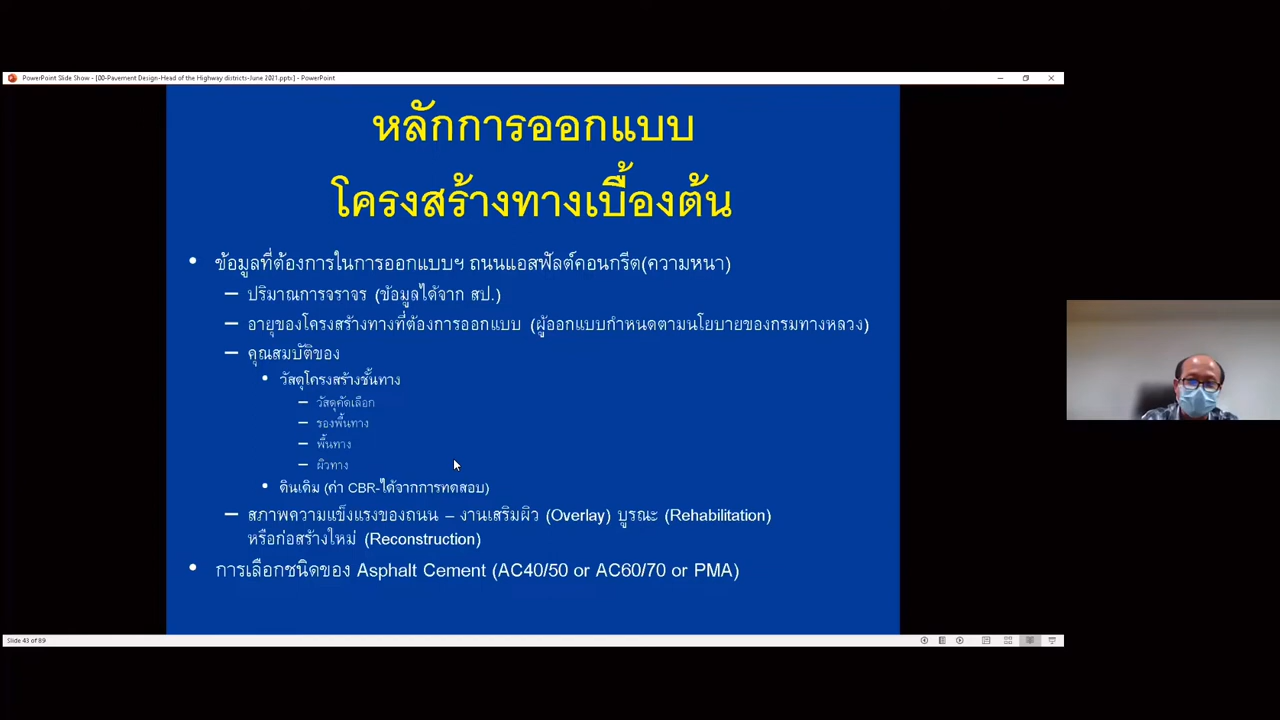 PowerPoint Slide Show - [00-Pavement Design-Head of the Highway districts-June 2021.pptx] - PowerPoint
หลักการออกแบบ
โครงสร้างทางเบื้องต้น
• ข้อมูลที่ต้องการในการออกแบบฯ ถนนแอสฟัลต์คอนกรีต(ความหนา)
– ปริมาณการจราจร (ข้อมูลได้จาก สป.)
– อายุของโครงสร้างทางที่ต้องการออกแบบ (ผู้ออกแบบกำหนดตามนโยบายของกรมทางหลวง)
– คุณสมบัติของ
• วัสดุโครงสร้างชั้นทาง
– วัสดุคัดเลือก
– รองพื้นทาง
– พื้นทาง
– ผิวทาง
• ดินเดิม (ค่า CBR-ได้จากการทดสอบ)
– สภาพความแข็งแรงของถนน – งานเสริมผิว (Overlay) บูรณะ (Rehabilitation)
หรือก่อสร้างใหม่ (Reconstruction)
• การเลือกชนิดของ Asphalt Cement (AC40/50 or AC60/70 or PMA)
Slide 43 of 89